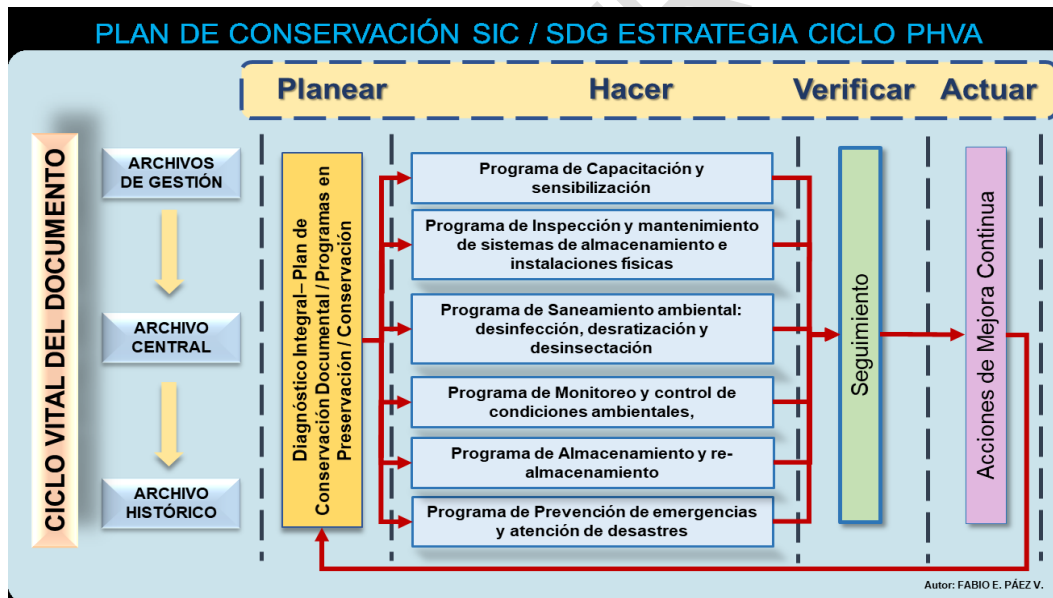 PLAN DE CONSERVACIÓN SIC / SDG ESTRATEGIA CICLO PHVA
Planear
Hacer
Verificar
Actuar
CICLO VITAL DEL DOCUMENTO
ARCHIVOS
DE GESTIÓN
ARCHIVO
CENTRAL
ARCHIVO
HISTÓRICO
Diagnóstico Integral– Plan de
Conservación Documental / Programas en
Preservación / Conservación
Programa de Capacitación y
sensibilización
Programa de Inspección y mantenimiento
de sistemas de almacenamiento e
instalaciones físicas
Programa de Saneamiento ambiental:
desinfección, desratización y
desinsectación
Programa de Monitoreo y control de
condiciones ambientales,
Programa de Almacenamiento y re-
almacenamiento
Programa de Prevención de emergencias
y atención de desastres
Seguimiento
Acciones de Mejora Continua
Autor: FABIO E. PÁEZ V.